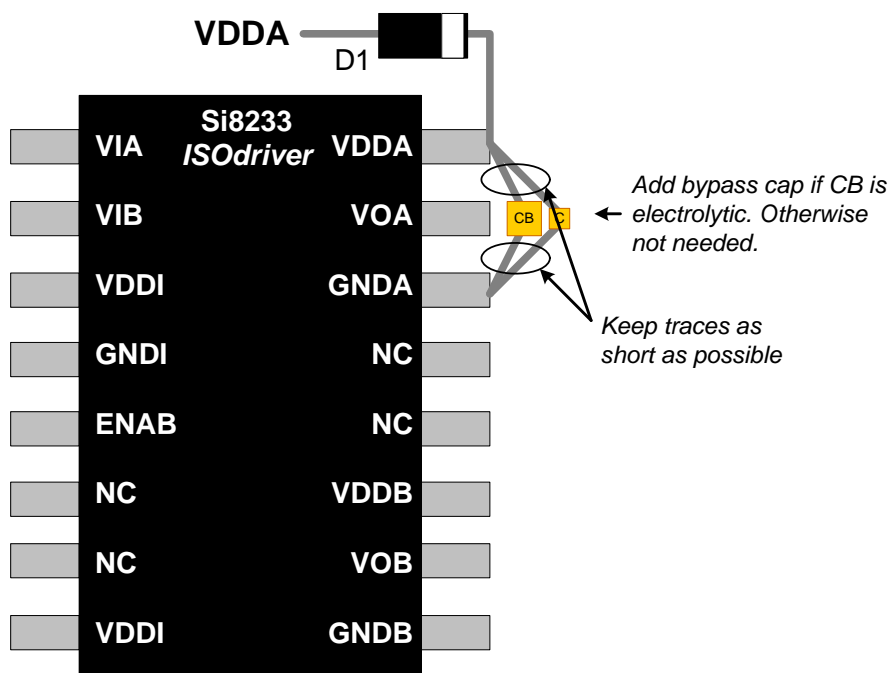 VDDA
D1
Si8233
ISOdriver
VIA
VDDA
VIB
VOA
VDDI
GNDA
GNDI
NC
ENAB
NC
NC
VDDB
NC
VOB
VDDI
GNDB
CB
C
Add bypass cap if CB is
electrolytic. Otherwise
not needed.
Keep traces as
short as possible